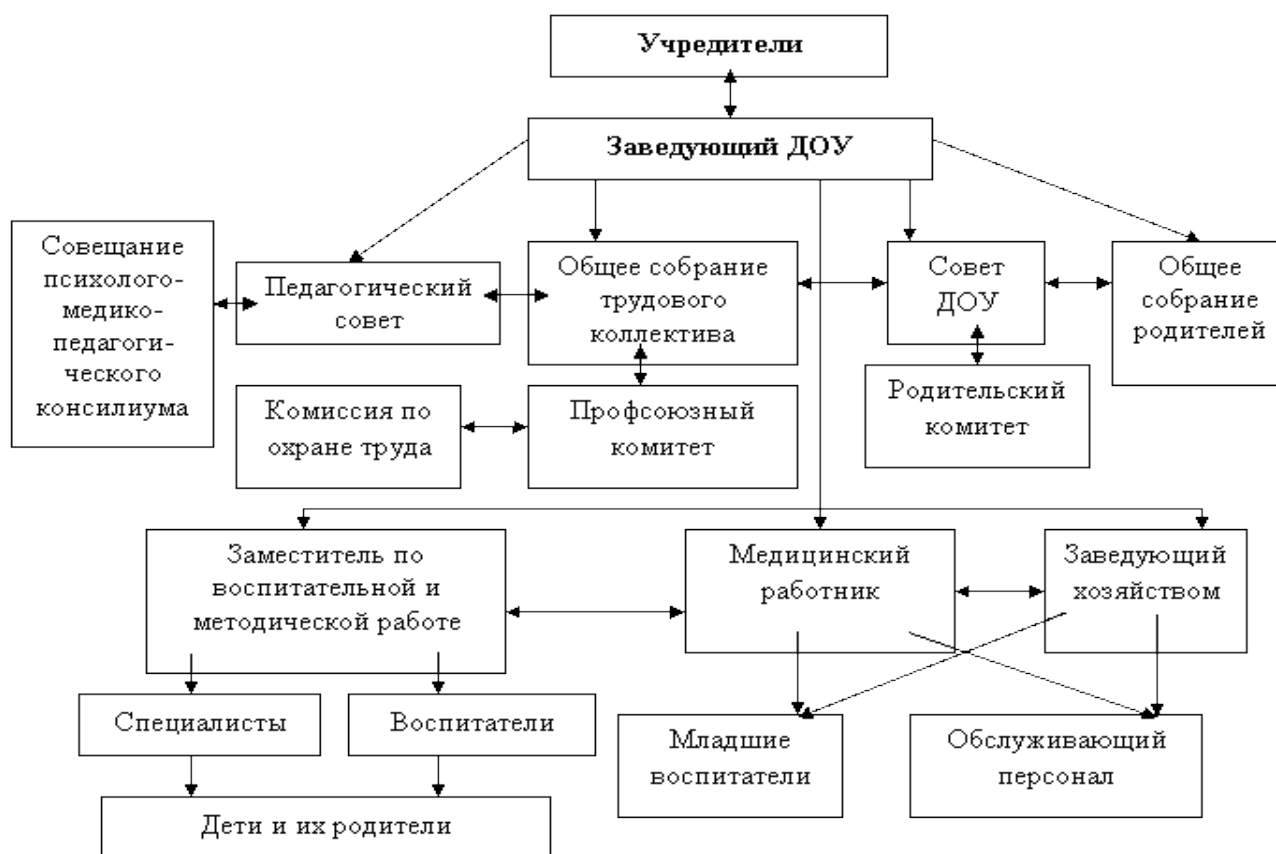 Учредители
Заведующий ДОУ
Совещание
психолого-
медико-
педагоги-
ческого
консилиума
Педагогический
совет
Общее собрание
трудового
коллектива
Совет
ДОУ
Общее
собрание
родителей
Комиссия по
охране труда
Профсоюзный
комитет
Родительский
комитет
Заместитель по
воспитательной и
методической работе
Медицинский
работник
Заведующий
хозяйством
Специалисты
Воспитатели
Младшие
воспитатели
Обслуживающий
персонал
Дети и их родители